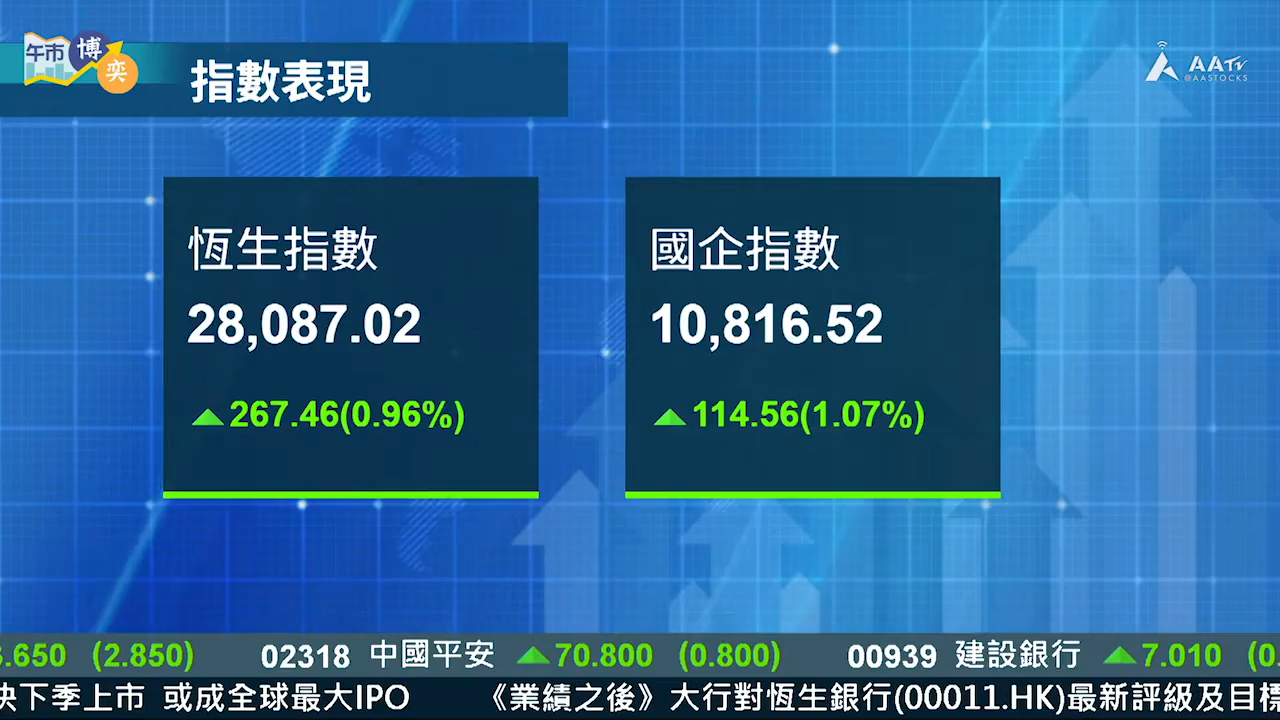 午市 博 奕
指數表現
AATV
@AASTOCKS
恆生指數
28,087.02
▲267.46(0.96%)
國企指數
10,816.52
▲114.56(1.07%)
.650 (2.850) 02318 中國平安 ▲70.800 (0.800) 00939 建設銀行 ▲7.010 (0.
快下季上市 或成全球最大IPO 《業績之後》大行對恆生銀行(00011.HK)最新評級及目標